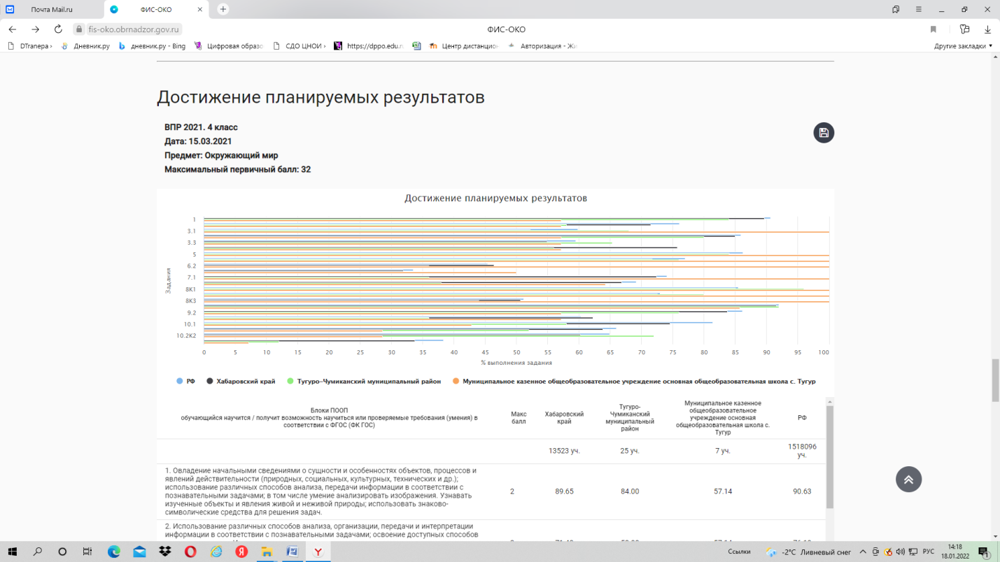 Почта Mail.ru
ФИС-ОКО
fis-oko.obrnadzor.gov.ru
ФИС-ОКО
DTranepa
Дневник.ру
дневник.ру - Bing
Цифровая образо
СДО ЦНОИ
https://dppo.edu.r
Центр дистанцион
Авторизация - Жи
Другие закладки
Достижение планируемых результатов
ВПР 2021. 4 класс
Дата: 15.03.2021
Предмет: Окружающий мир
Максимальный первичный балл: 32
Достижение планируемых результатов
Задания
1
3.1
3.3
5
6.2
7.1
8К1
8К3
9.2
10.1
10.2К2
0 5 10 15 20 25 30 35 40 45 50 55 60 65 70 75 80 85 90 95 100
% выполнения задания
РФ Хабаровский край Тугуро-Чумиканский муниципальный район Муниципальное казенное общеобразовательное учреждение основная общеобразовательная школа с. Тугур
Блоки ПООП
обучающийся научится / получит возможность научиться или проверяемые требования (умения) в
соответствии с ФГОС (ФК ГОС)
Макс
балл
Хабаровский
край
Тугуро-
Чумиканский
муниципальный
район
Муниципальное казенное
общеобразовательное
учреждение основная
общеобразовательная школа с.
Тугур
РФ
13523 уч.
25 уч.
7 уч.
1518096
уч.
1. Овладение начальными сведениями о сущности и особенностях объектов, процессов и
явлений действительности (природных, социальных, культурных, технических и др.);
использование различных способов анализа, передачи информации в соответствии с
познавательными задачами; в том числе умение анализировать изображения. Узнавать
изученные объекты и явления живой и неживой природы; использовать знаково-
символические средства для решения задач.
2
89.65
84.00
57.14
90.63
2. Использование различных способов анализа, организации, передачи и интерпретации
информации в соответствии с познавательными задачами; освоение доступных способов
Ссылки
-2°C Ливневый снег
РУС
14:18
18.01.2022